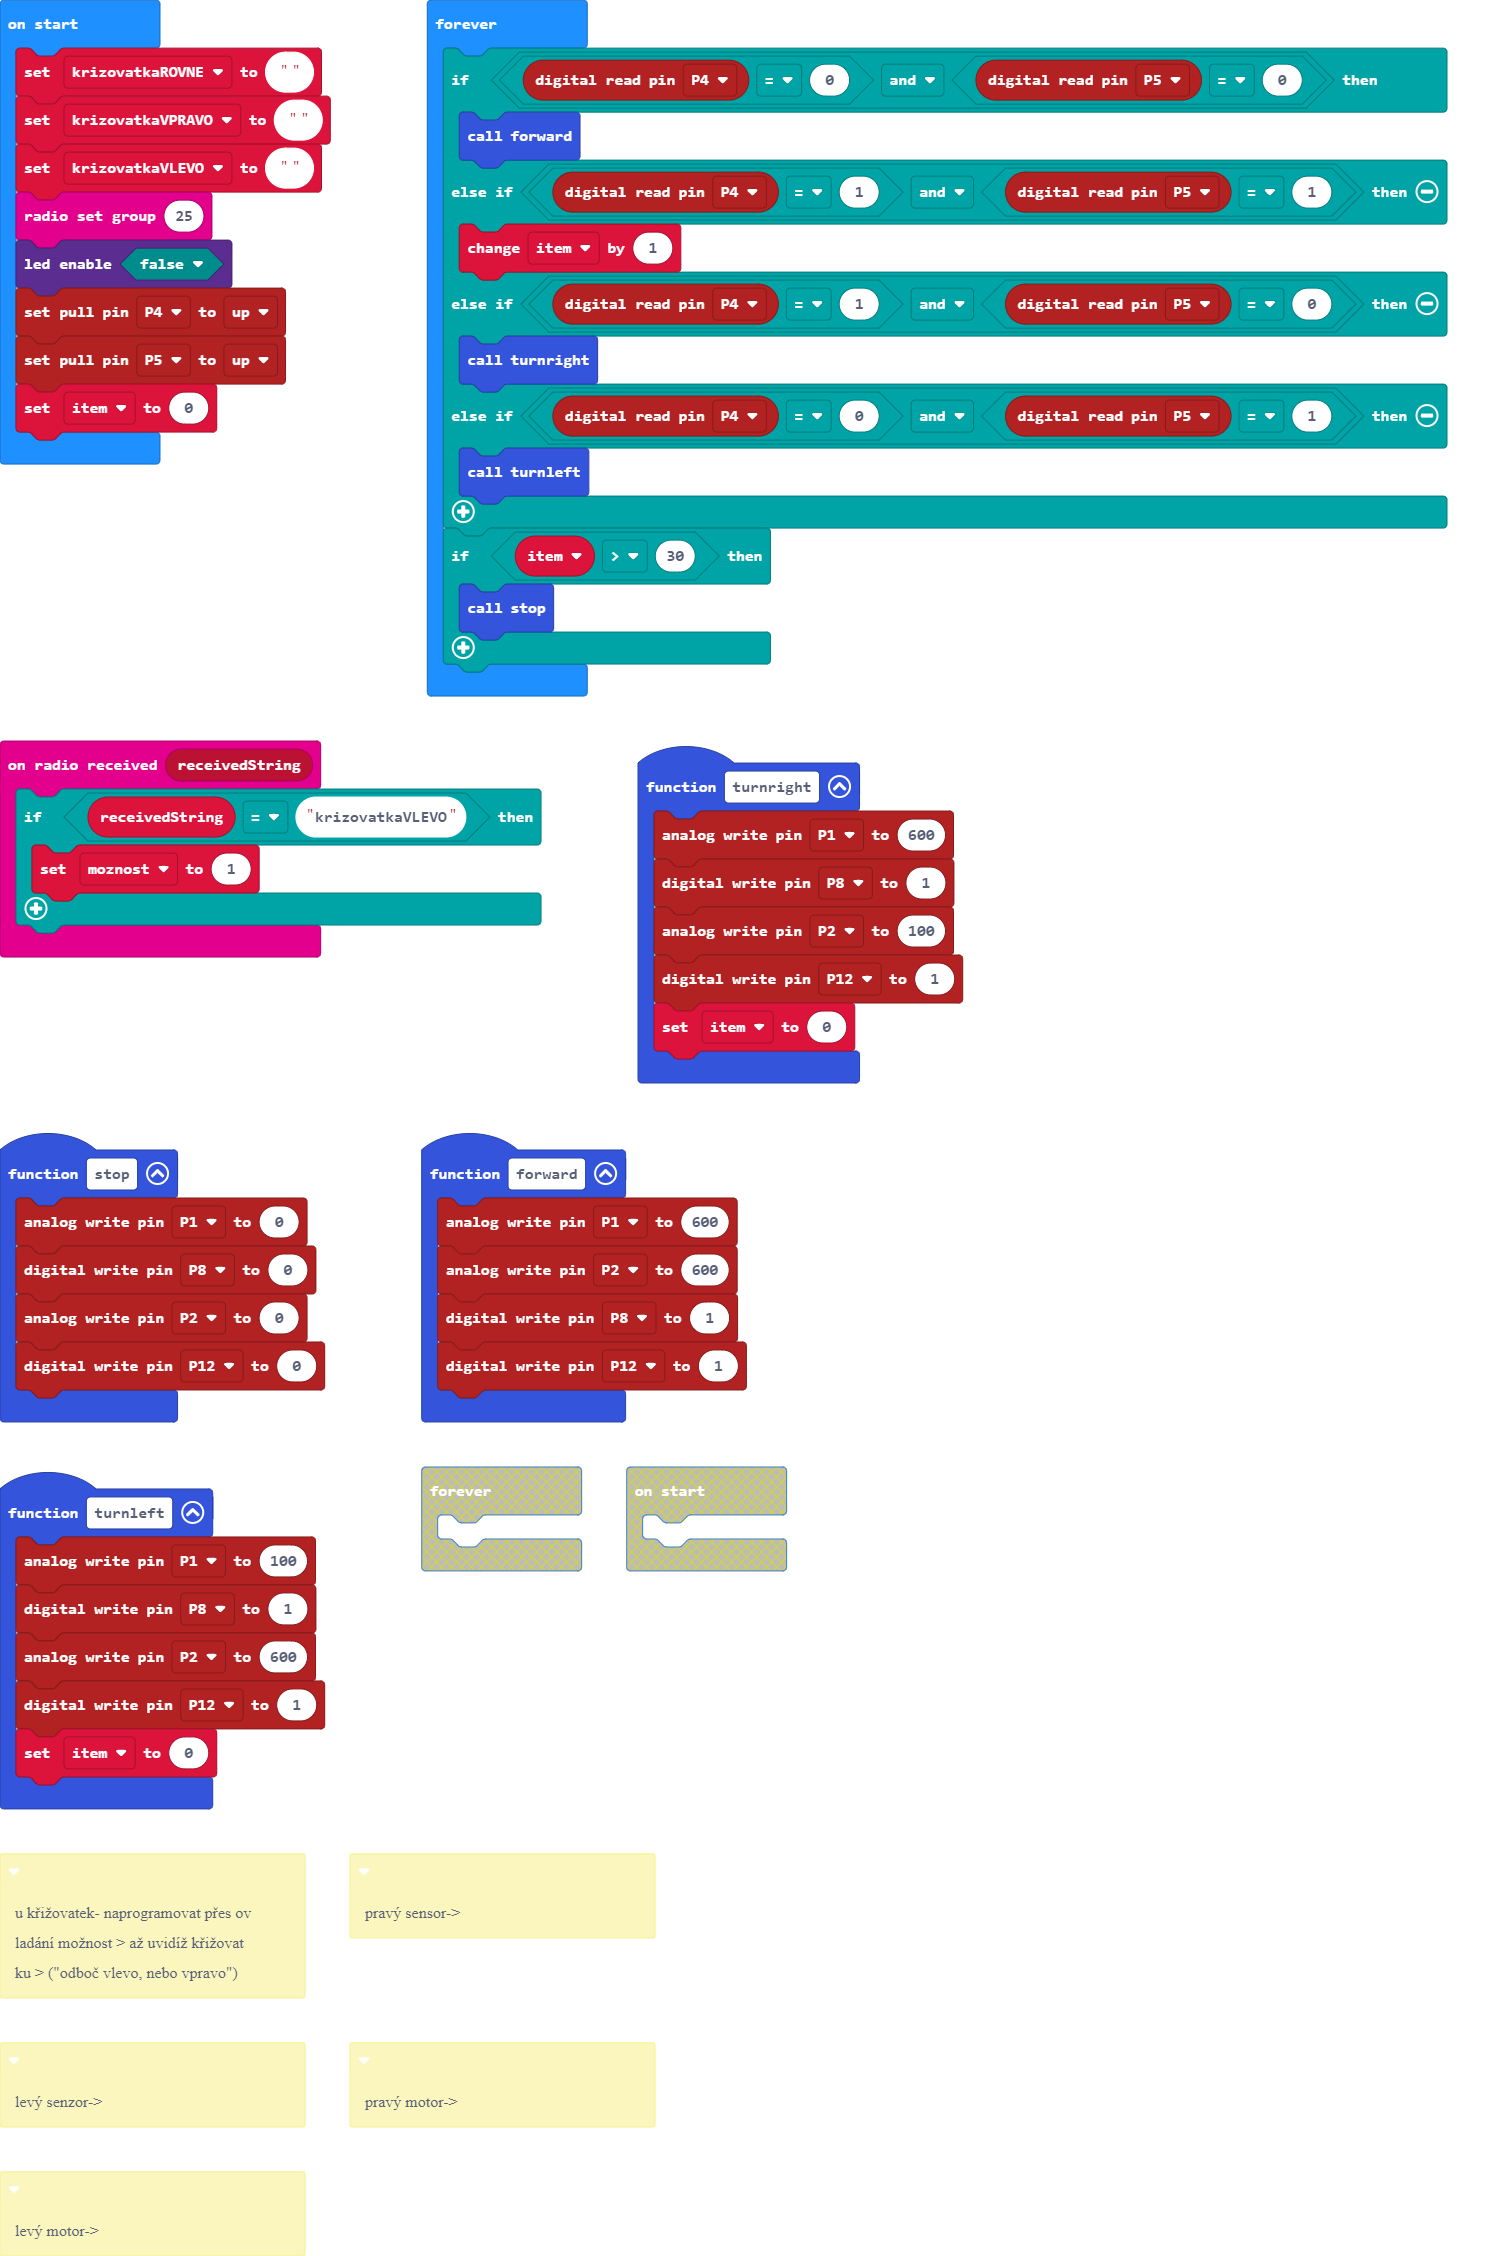 on start
set krizovatkaROVNE to " "
set krizovatkaVPRAVO to " "
set krizovatkaVLEVO to " "
radio set group 25
led enable false
set pull pin P4 to up
set pull pin P5 to up
set item to 0
forever
if digital read pin P4 = 0 and digital read pin P5 = 0 then
call forward
else if digital read pin P4 = 1 and digital read pin P5 = 1 then
change item by 1
else if digital read pin P4 = 1 and digital read pin P5 = 0 then
call turnright
else if digital read pin P4 = 0 and digital read pin P5 = 1 then
call turnleft
if item > 30 then
call stop
on radio received receivedString
if receivedString = "krizovatkaVLEVO" then
set moznost to 1
function turnright
analog write pin P1 to 600
digital write pin P8 to 1
analog write pin P2 to 100
digital write pin P12 to 1
set item to 0
function stop
analog write pin P1 to 0
digital write pin P8 to 0
analog write pin P2 to 0
digital write pin P12 to 0
function forward
analog write pin P1 to 600
analog write pin P2 to 600
digital write pin P8 to 1
digital write pin P12 to 1
function turnleft
analog write pin P1 to 100
digital write pin P8 to 1
analog write pin P2 to 600
digital write pin P12 to 1
set item to 0
forever
on start
u křižovatek- naprogramovat přes ov
ladání možnost > až uvidíž křižovat
ku > ("odboč vlevo, nebo vpravo")
pravý sensor->
levý senzor->
pravý motor->
levý motor->